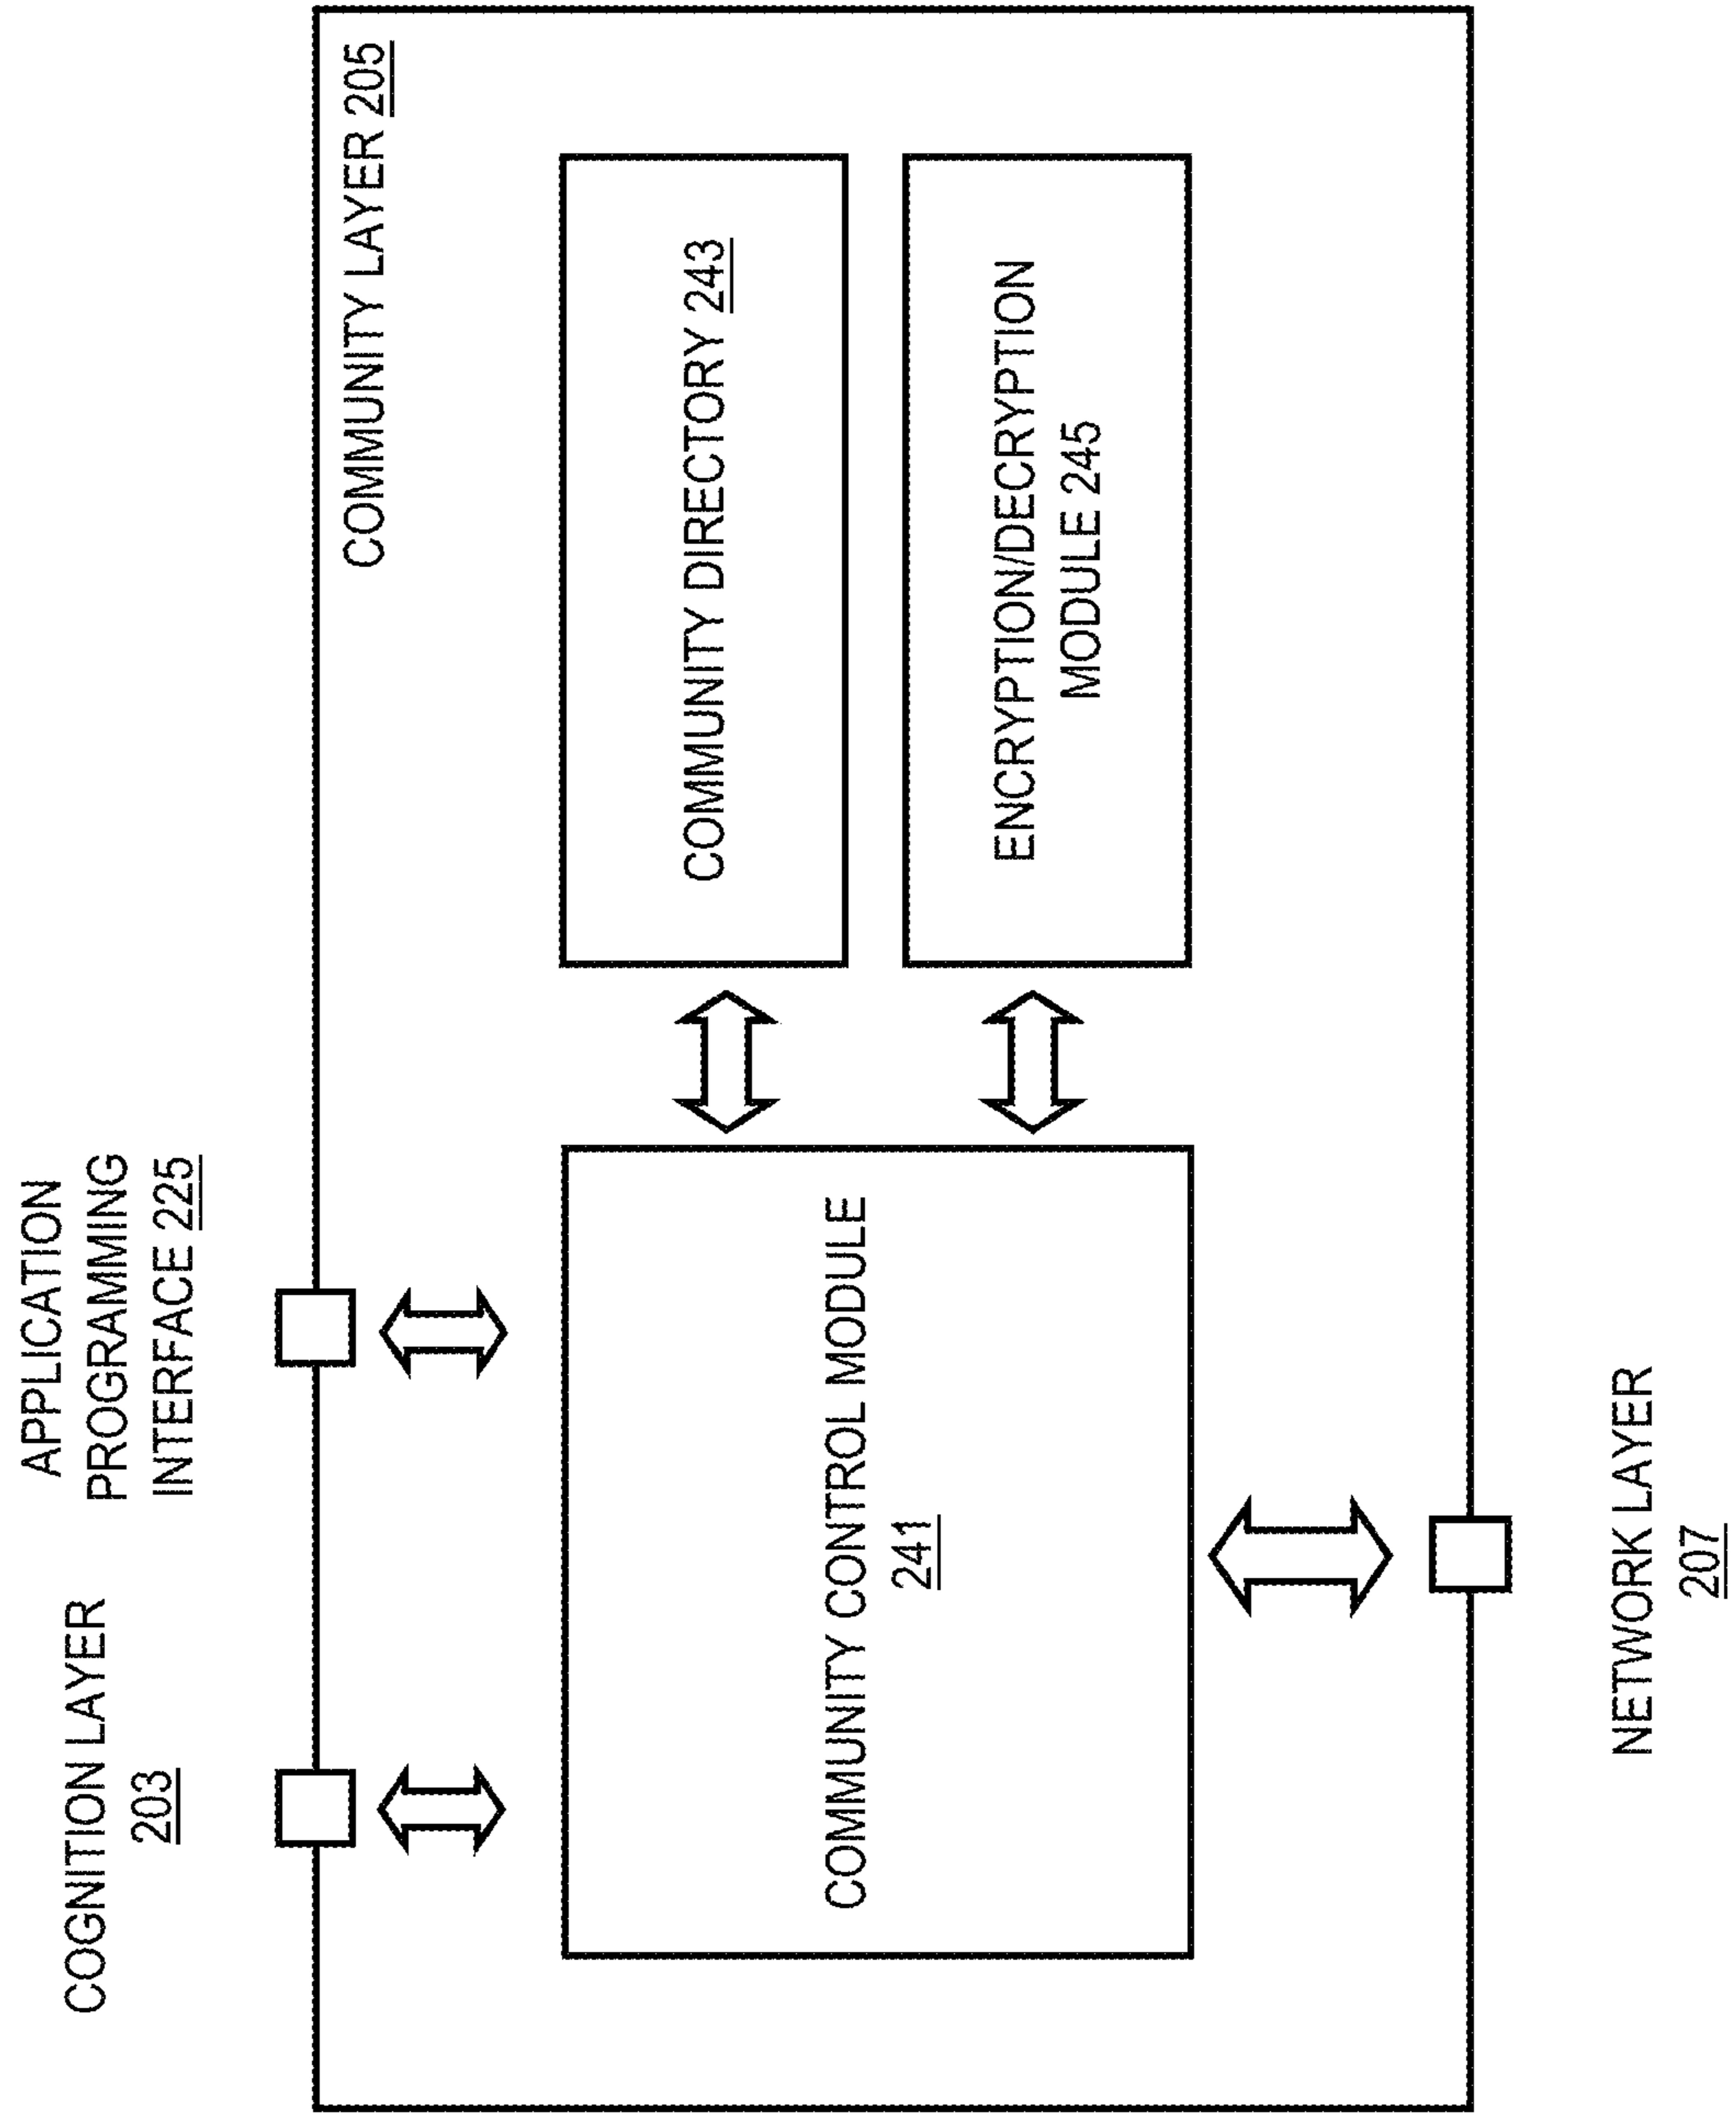 COGNITION LAYER
203
APPLICATION
PROGRAMING
INTERFACE 225
COMMUNITY LAYER 205
COMMUNITY CONTROL MODULE
241
COMMUNITY DIRECTORY 243
ENCRYPTION/DECRYPTION
MODULE 245
NETWORK LAYER
207